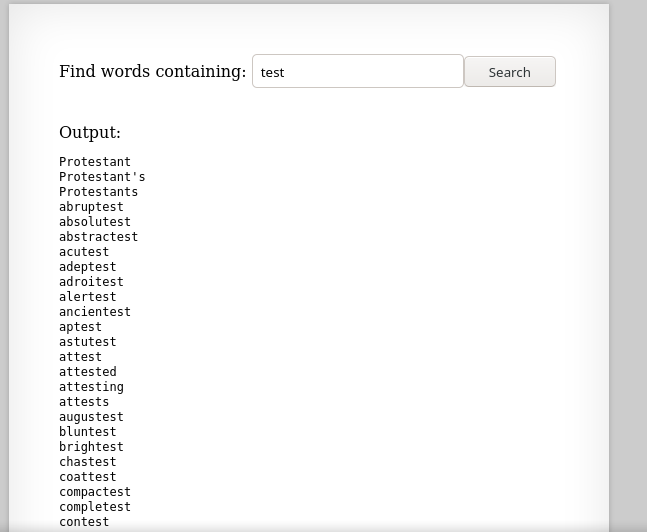 Find words containing: test Search
Output:
Protestant
Protestant's
Protestants
abruptest
absolutest
abstractest
acutest
adeptest
adroitest
alertest
ancientest
aptest
astutest
attest
attested
attesting
attests
augustest
bluntest
brightest
chastest
coattest
compactest
completest
contest